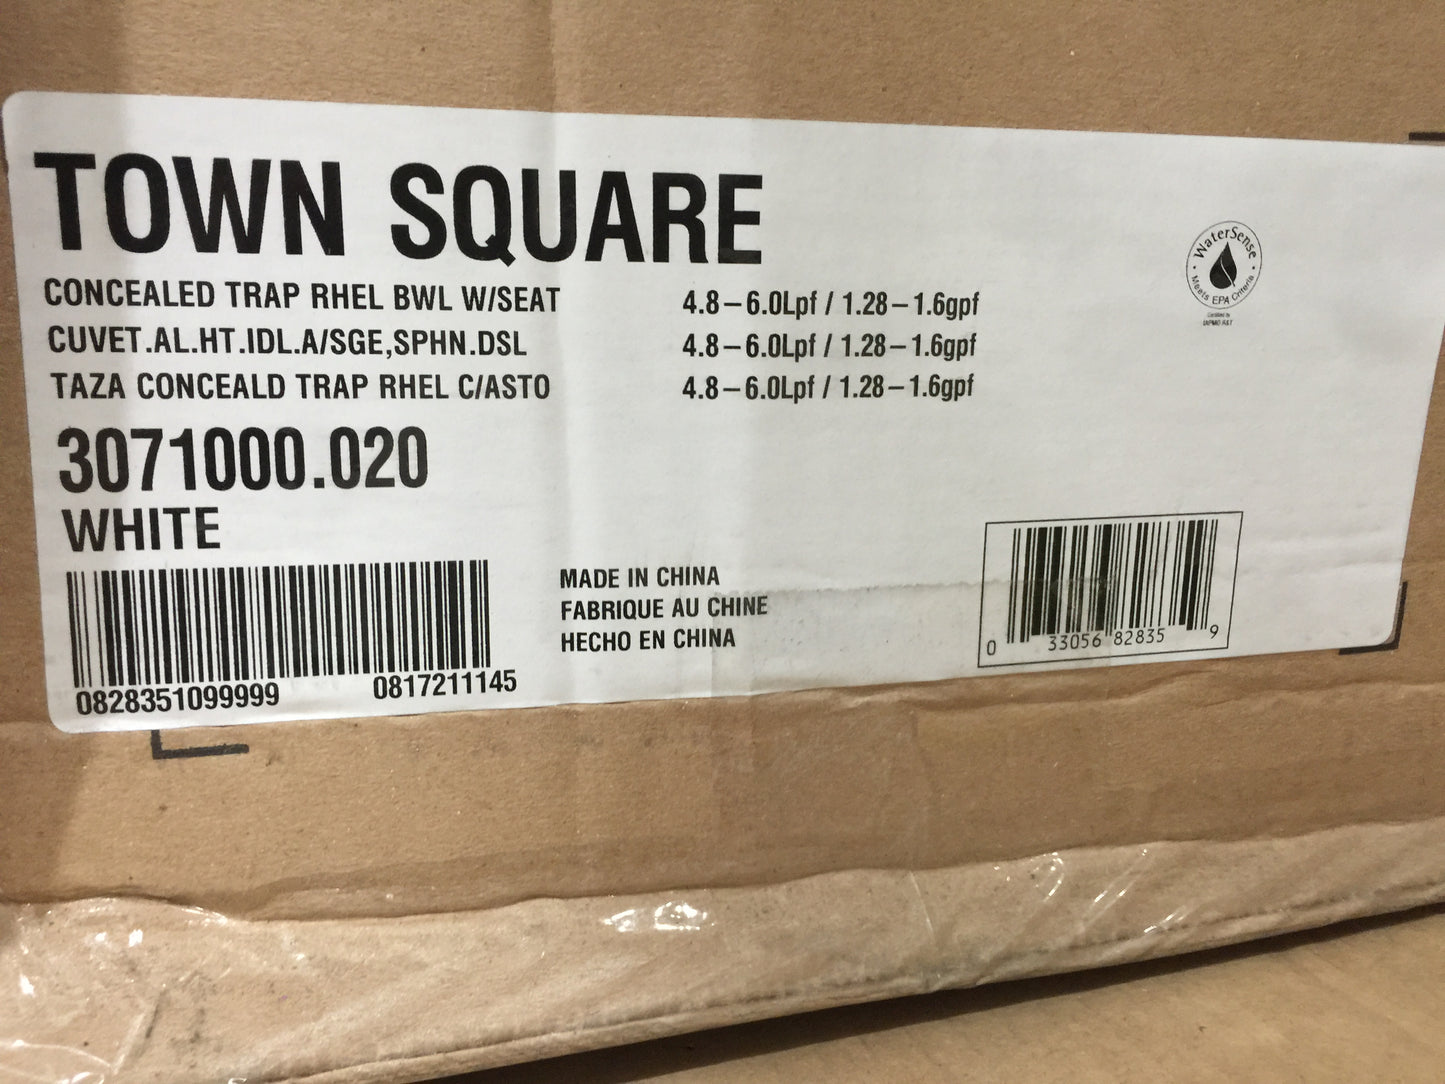 TOWN SQUARE
CONCEALED TRAP RHEL BWL W/SEAT 4.8–6.0Lpf / 1.28–1.6gpf
CUVET.AL.HT.IDL.A/SGE,SPHN.DSL 4.8–6.0Lpf / 1.28–1.6gpf
TAZA CONCEALD TRAP RHEL C/ASTO 4.8–6.0Lpf / 1.28–1.6gpf
WaterSense
Meets EPA Criteria
Certified by
IAPMO R&T
3071000.020
WHITE
0828351099999 0817211145
MADE IN CHINA
FABRIQUE AU CHINE
HECHO EN CHINA
0 33056 82835 9